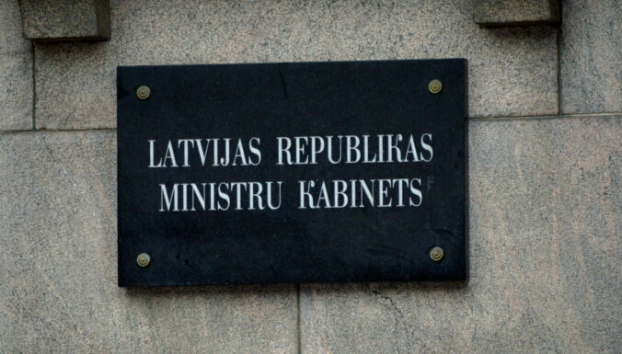 LATVIJAS REPUBLIKAS
MINISTRU KABINETS